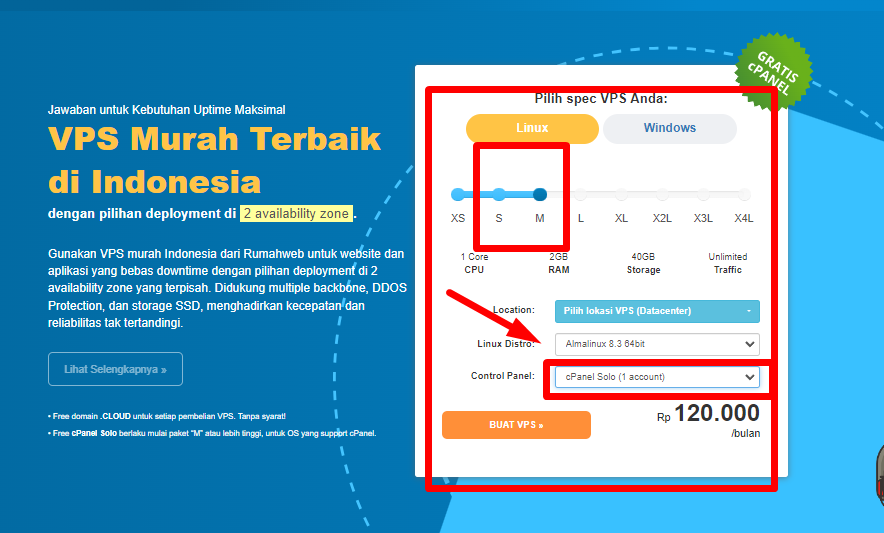 Jawaban untuk Kebutuhan Uptime Maksimal
VPS Murah Terbaik
di Indonesia
dengan pilihan deployment di 2 availability zone .
Gunakan VPS murah Indonesia dari Rumahweb untuk website dan
aplikasi yang bebas downtime dengan pilihan deployment di 2
availability zone yang terpisah. Didukung multiple backbone, DDOS
Protection, dan storage SSD, menghadirkan kecepatan dan
reliabilitas tak tertandingi.
Lihat Selengkapnya »
• Free domain .CLOUD untuk setiap pembelian VPS. Tanpa syarat!
• Free cPanel Solo berlaku mulai paket "M" atau lebih tinggi, untuk OS yang support cPanel.
GRATIS
cPANEL
Pilih spec VPS Anda:
Linux Windows
XS S M L XL X2L X3L X4L
1 Core 2GB 40GB Unlimited
CPU RAM Storage Traffic
Location: Pilih lokasi VPS (Datacenter)
Linux Distro: Almalinux 8.3 64bit
Control Panel: cPanel Solo (1 account)
BUAT VPS » Rp 120.000
/bulan